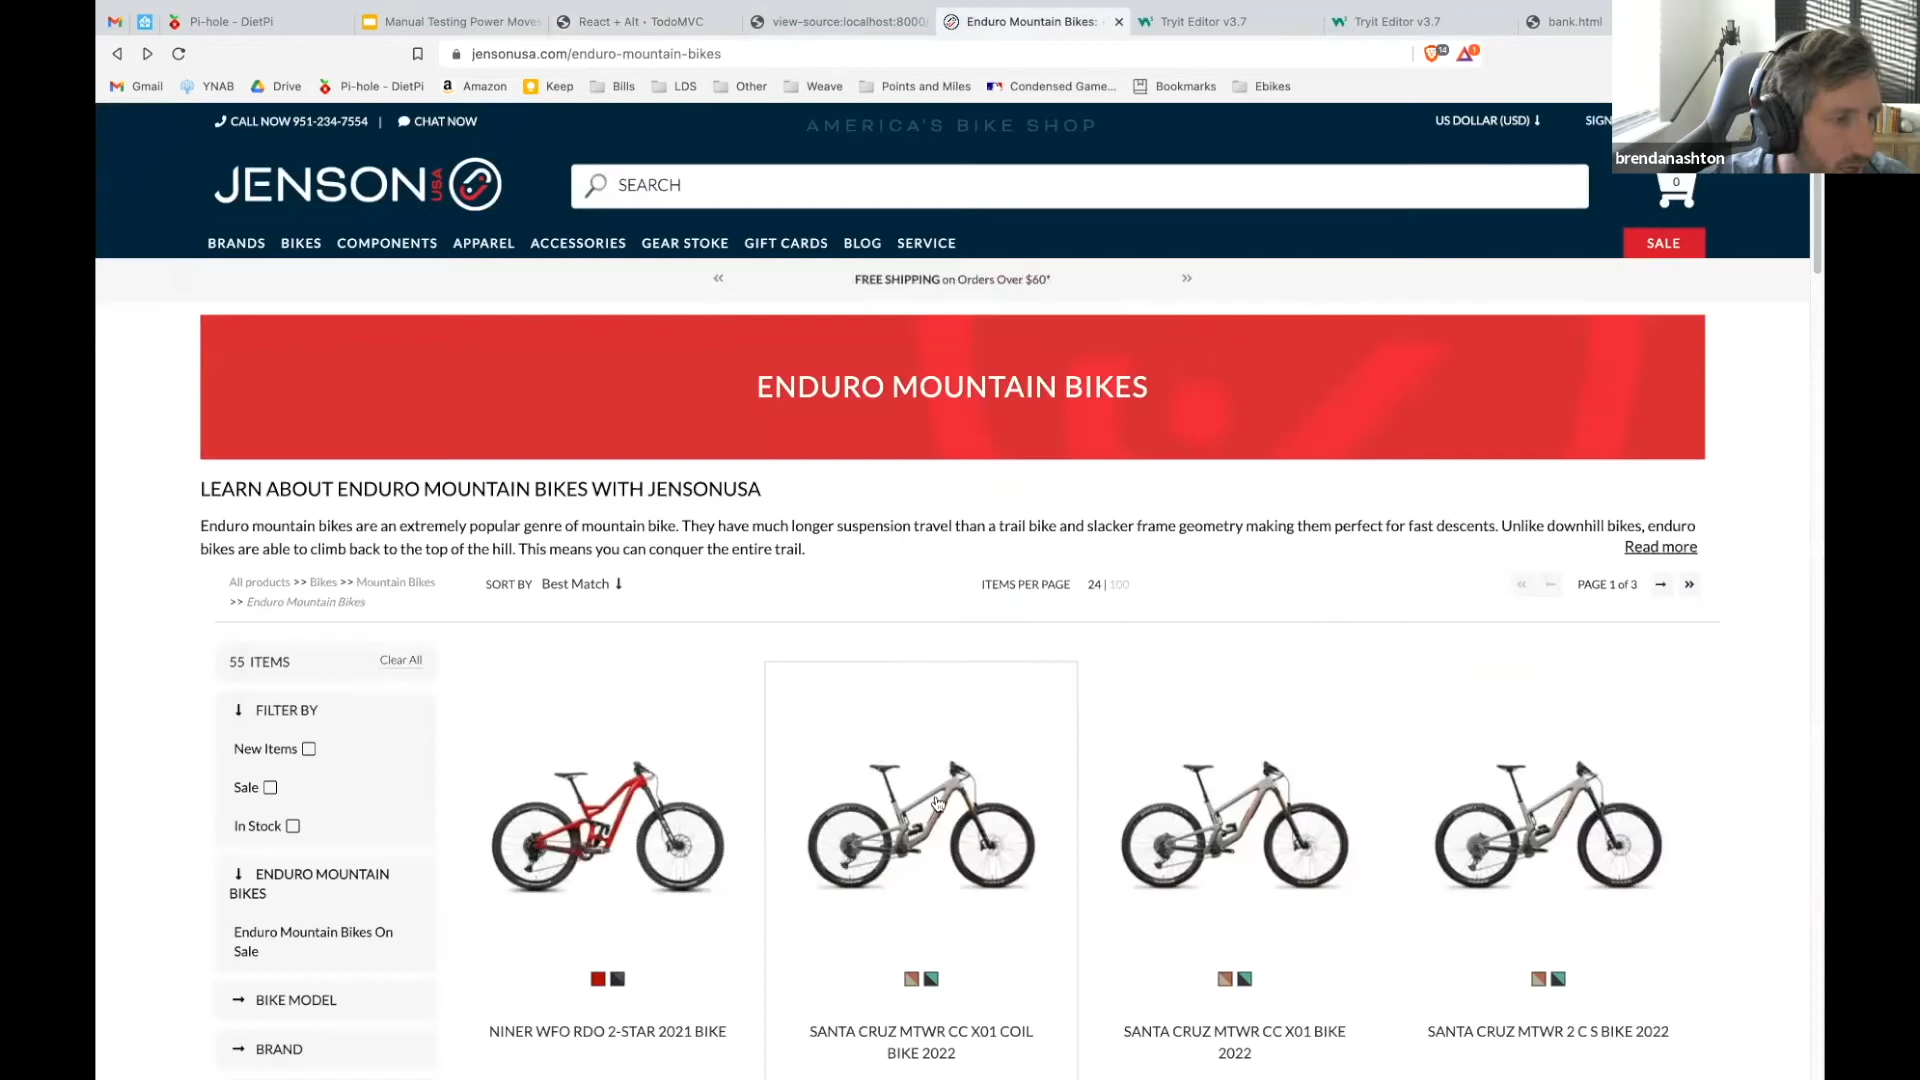 Pi-hole - DietPi
Manual Testing Power Moves
React + Alt • TodoMVC
view-source:localhost:8000/
Enduro Mountain Bikes:
Tryit Editor v3.7
Tryit Editor v3.7
bank.html
jensonusa.com/enduro-mountain-bikes
14
1
Gmail
YNAB
Drive
Pi-hole - DietPi
Amazon
Keep
Bills
LDS
Other
Weave
Points and Miles
Condensed Game...
Bookmarks
Ebikes
CALL NOW 951-234-7554 | CHAT NOW
AMERICA'S BIKE SHOP
US DOLLAR (USD)
SIGN
brendanashton
JENSON USA
SEARCH
0
BRANDS BIKES COMPONENTS APPAREL ACCESSORIES GEAR STOKE GIFT CARDS BLOG SERVICE
SALE
« FREE SHIPPING on Orders Over $60* »
ENDURO MOUNTAIN BIKES
LEARN ABOUT ENDURO MOUNTAIN BIKES WITH JENSONUSA
Enduro mountain bikes are an extremely popular genre of mountain bike. They have much longer suspension travel than a trail bike and slacker frame geometry making them perfect for fast descents. Unlike downhill bikes, enduro
bikes are able to climb back to the top of the hill. This means you can conquer the entire trail.
Read more
All products >> Bikes >> Mountain Bikes
>> Enduro Mountain Bikes
SORT BY Best Match
ITEMS PER PAGE 24 | 100
« ← PAGE 1 of 3 → »
55 ITEMS
Clear All
FILTER BY
New Items
Sale
In Stock
ENDURO MOUNTAIN
BIKES
Enduro Mountain Bikes On
Sale
BIKE MODEL
BRAND
NINER WFO RDO 2-STAR 2021 BIKE
SANTA CRUZ MTWR CC X01 COIL
BIKE 2022
SANTA CRUZ MTWR CC X01 BIKE
2022
SANTA CRUZ MTWR 2 C S BIKE 2022